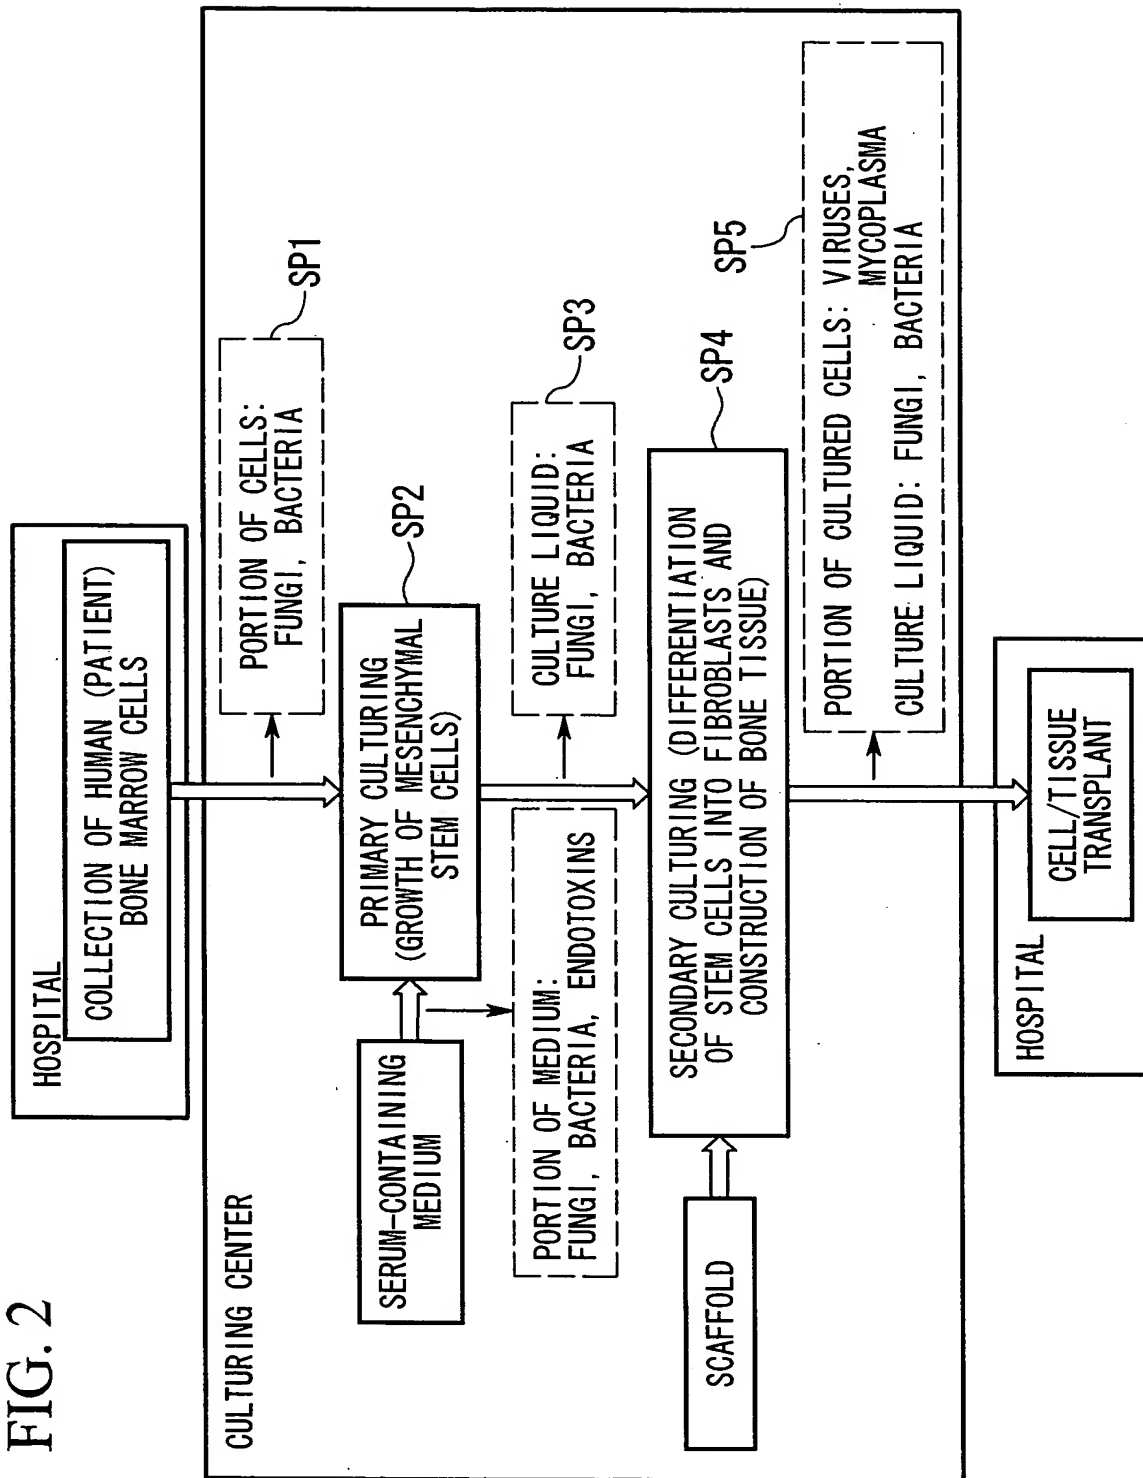 FIG. 2
HOSPITAL
COLLECTION OF HUMAN (PATIENT)
BONE MARROW CELLS
CULTURING CENTER
PORTION OF CELLS:
FUNGI, BACTERIA
SP1
SERUM-CONTAINING
MEDIUM
PRIMARY CULTURING
(GROWTH OF MESENCHYMAL
STEM CELLS)
SP2
PORTION OF MEDIUM:
FUNGI, BACTERIA, ENDOTOXINS
CULTURE LIQUID:
FUNGI, BACTERIA
SP3
SCAFFOLD
SECONDARY CULTURING (DIFFERENTIATION
OF STEM CELLS INTO FIBROBLASTS AND
CONSTRUCTION OF BONE TISSUE)
SP4
PORTION OF CULTURED CELLS: VIRUSES,
MYCOPLASMA
CULTURE LIQUID: FUNGI, BACTERIA
SP5
HOSPITAL
CELL/TISSUE
TRANSPLANT